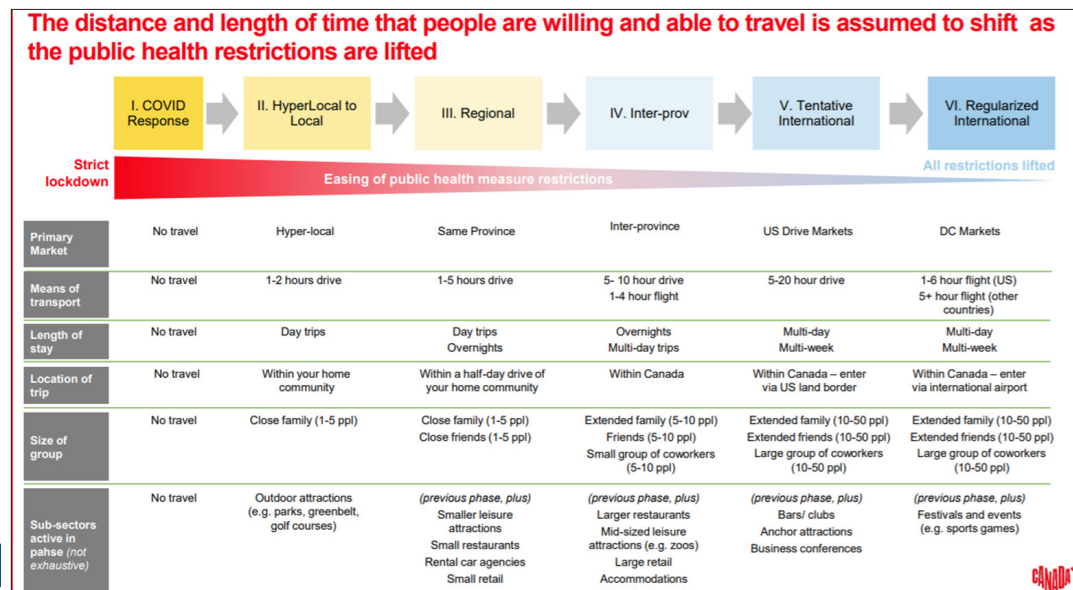 The distance and length of time that people are willing and able to travel is assumed to shift as
the public health restrictions are lifted
I. COVID
Response
II. HyperLocal to
Local
III. Regional
IV. Inter-prov
V. Tentative
International
VI. Regularized
International
Strict
lockdown
Easing of public health measure restrictions
All restrictions lifted
Primary
Market
No travel
Hyper-local
Same Province
Inter-province
US Drive Markets
DC Markets
Means of
transport
No travel
1-2 hours drive
1-5 hours drive
5- 10 hour drive
1-4 hour flight
5-20 hour drive
1-6 hour flight (US)
5+ hour flight (other
countries)
Length of
stay
No travel
Day trips
Day trips
Overnights
Overnights
Multi-day trips
Multi-day
Multi-week
Multi-day
Multi-week
Location of
trip
No travel
Within your home
community
Within a half-day drive of
your home community
Within Canada
Within Canada – enter
via US land border
Within Canada – enter
via international airport
Size of
group
No travel
Close family (1-5 ppl)
Close family (1-5 ppl)
Close friends (1-5 ppl)
Extended family (5-10 ppl)
Friends (5-10 ppl)
Small group of coworkers
(5-10 ppl)
Extended family (10-50 ppl)
Extended friends (10-50 ppl)
Large group of coworkers
(10-50 ppl)
Extended family (10-50 ppl)
Extended friends (10-50 ppl)
Large group of coworkers
(10-50 ppl)
Sub-sectors
active in
pahse (not
exhaustive)
No travel
Outdoor attractions
(e.g. parks, greenbelt,
golf courses)
(previous phase, plus)
Smaller leisure
attractions
Small restaurants
Rental car agencies
Small retail
(previous phase, plus)
Larger restaurants
Mid-sized leisure
attractions (e.g. zoos)
Large retail
Accommodations
(previous phase, plus)
Bars/ clubs
Anchor attractions
Business conferences
(previous phase, plus)
Festivals and events
(e.g. sports games)
CANADA